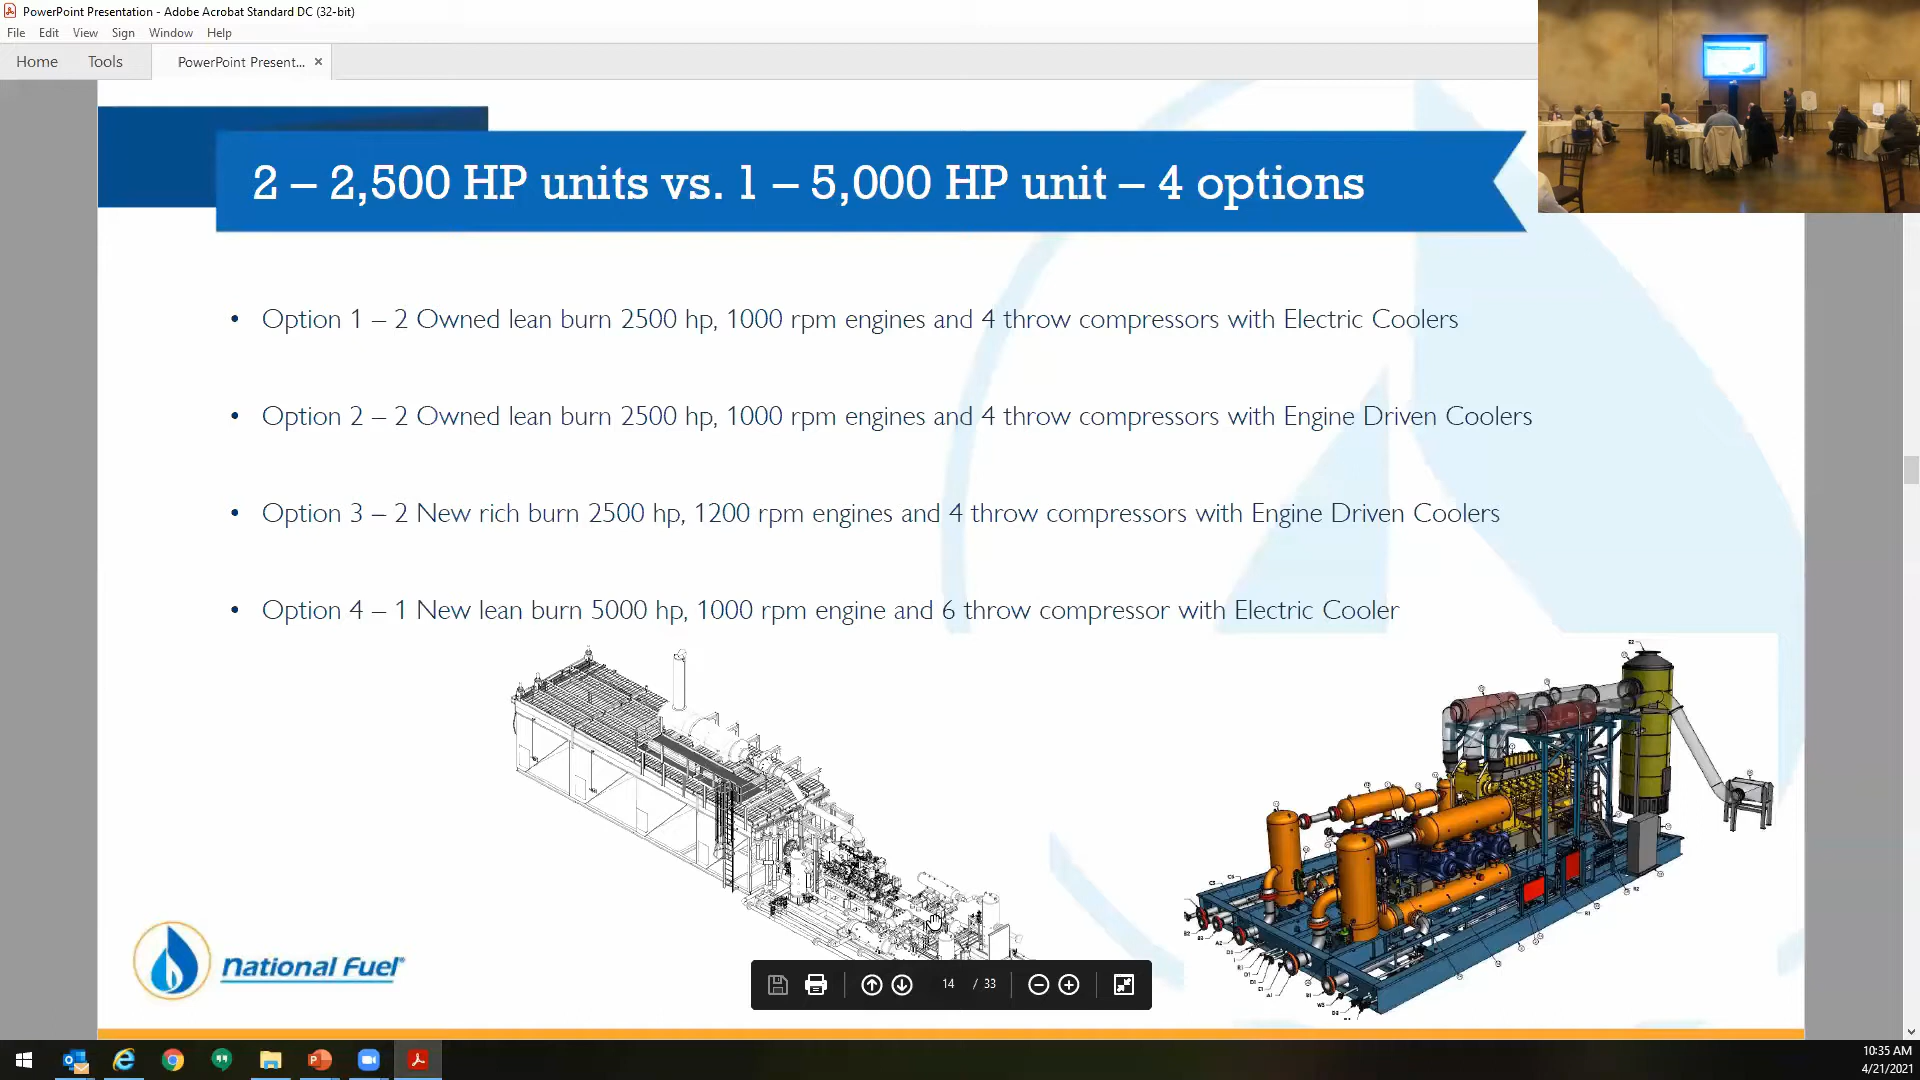 PowerPoint Presentation - Adobe Acrobat Standard DC (32-bit)
File Edit View Sign Window Help
Home Tools PowerPoint Present... ×
2 – 2,500 HP units vs. 1 – 5,000 HP unit – 4 options
• Option 1 – 2 Owned lean burn 2500 hp, 1000 rpm engines and 4 throw compressors with Electric Coolers
• Option 2 – 2 Owned lean burn 2500 hp, 1000 rpm engines and 4 throw compressors with Engine Driven Coolers
• Option 3 – 2 New rich burn 2500 hp, 1200 rpm engines and 4 throw compressors with Engine Driven Coolers
• Option 4 – 1 New lean burn 5000 hp, 1000 rpm engine and 6 throw compressor with Electric Cooler
National Fuel®
14 / 33
10:35 AM
4/21/2021